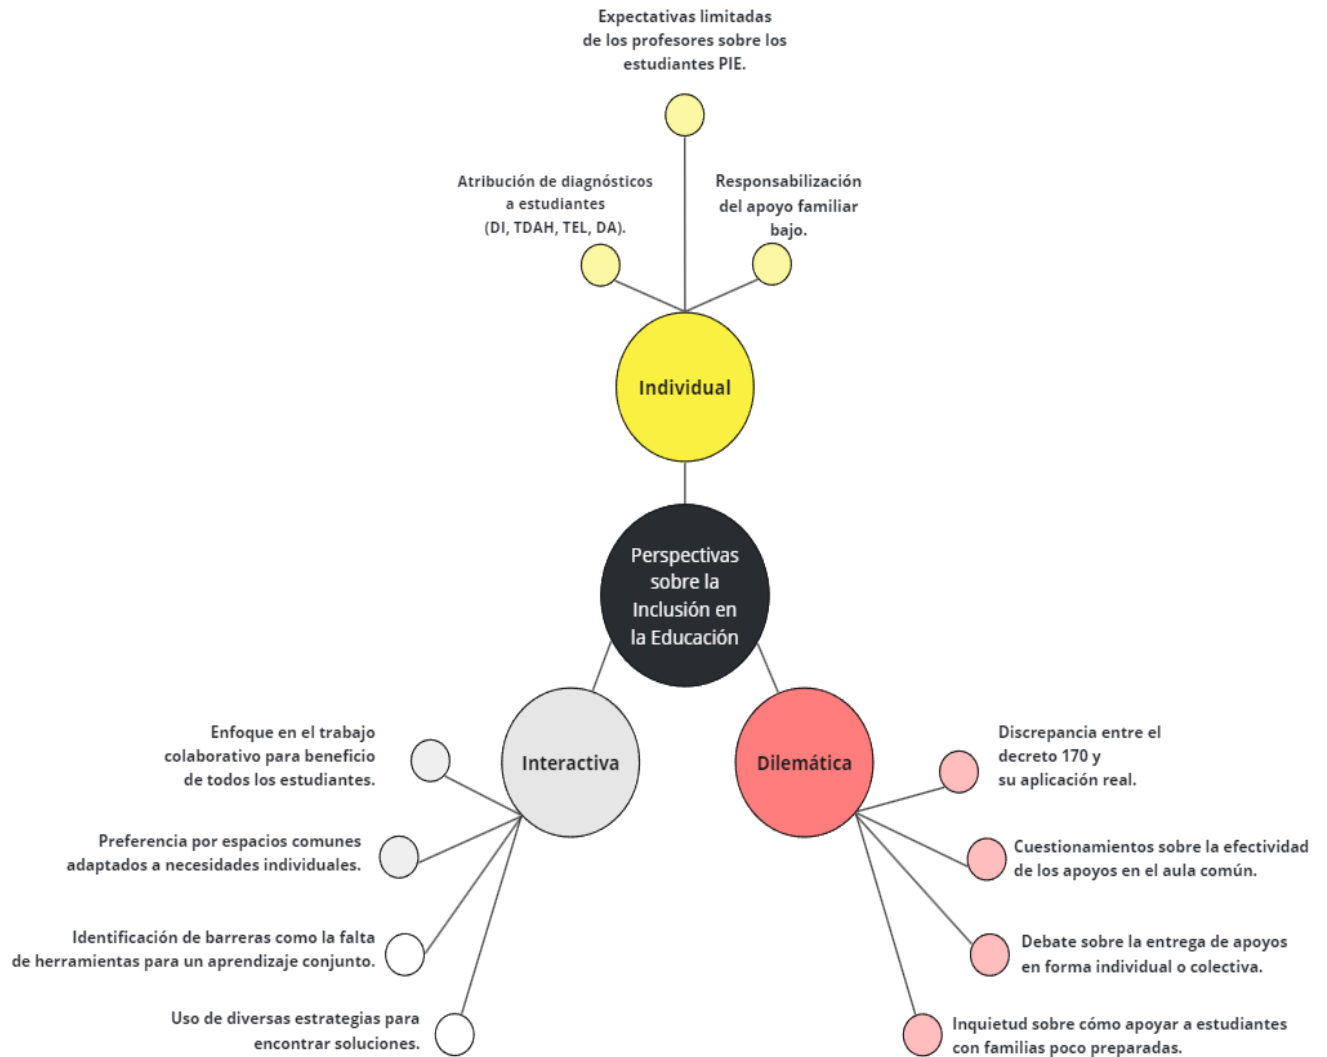 Expectativas limitadas
de los profesores sobre los
estudiantes PIE.
Atribución de diagnósticos
a estudiantes
(DI, TDAH, TEL, DA).
Responsabilización
del apoyo familiar
bajo.
Individual
Perspectivas
sobre la
Inclusión en
la Educación
Interactiva
Enfoque en el trabajo
colaborativo para beneficio
de todos los estudiantes.
Preferencia por espacios comunes
adaptados a necesidades individuales.
Identificación de barreras como la falta
de herramientas para un aprendizaje conjunto.
Uso de diversas estrategias para
encontrar soluciones.
Dilemática
Discrepancia entre el
decreto 170 y
su aplicación real.
Cuestionamientos sobre la efectividad
de los apoyos en el aula común.
Debate sobre la entrega de apoyos
en forma individual o colectiva.
Inquietud sobre cómo apoyar a estudiantes
con familias poco preparadas.